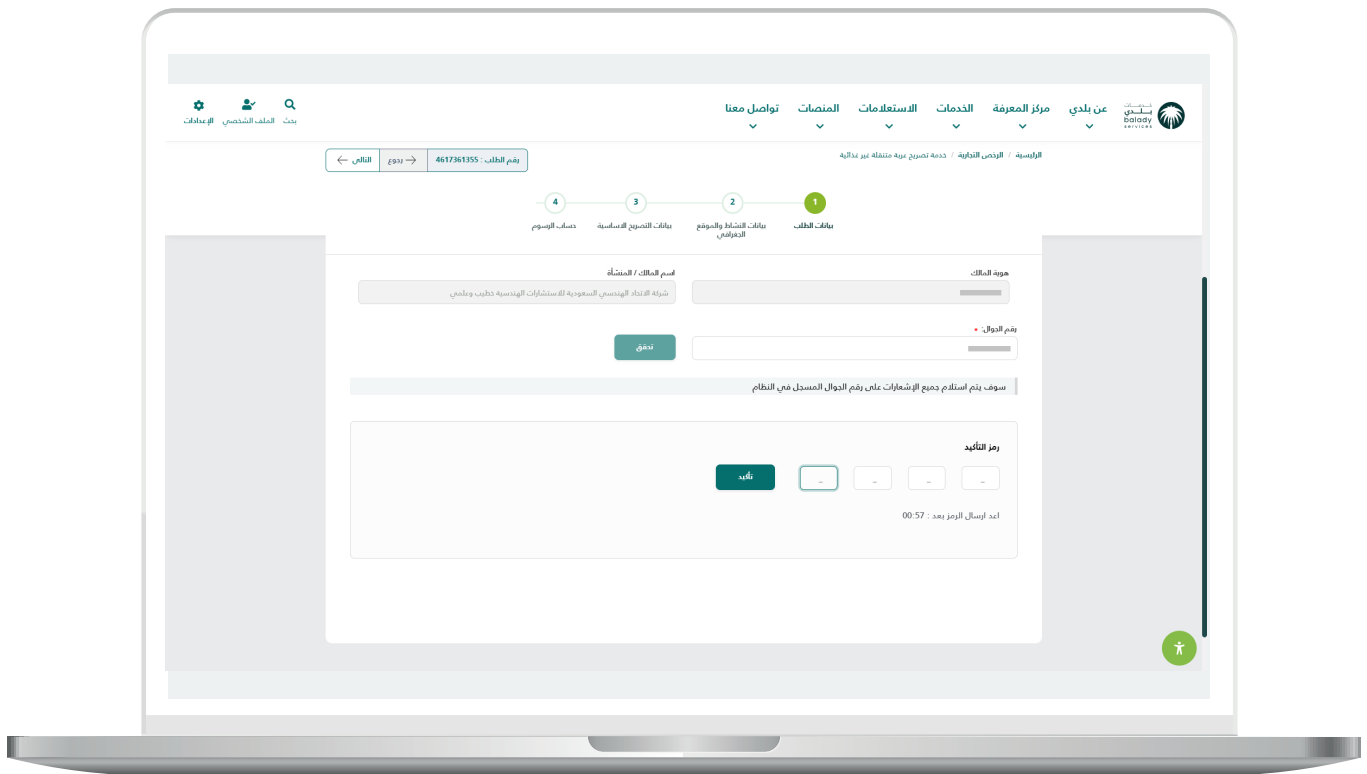 خدمات
بلدي
balady
services
عن بلدي
مركز المعرفة
الخدمات
الاستعلامات
المنصات
تواصل معنا
بحث
الملف الشخصي
الإعدادات
الرئيسية / الرخص التجارية / خدمة تصريح عربة متنقلة غير غذائية
رقم الطلب : 4617361355
رجوع
التالي
1
2
3
4
بيانات الطلب
بيانات النشاط والموقع
الجغرافي
بيانات التصريح الاساسية
حساب الرسوم
هوية المالك
اسم المالك / المنشأة
شركة الاتحاد الهندسي السعودية للاستشارات الهندسية خطيب وعلمي
رقم الجوال:
تحقق
سوف يتم استلام جميع الإشعارات على رقم الجوال المسجل في النظام
رمز التأكيد
_ _ _ _
تأكيد
اعد ارسال الرمز بعد : 00:57